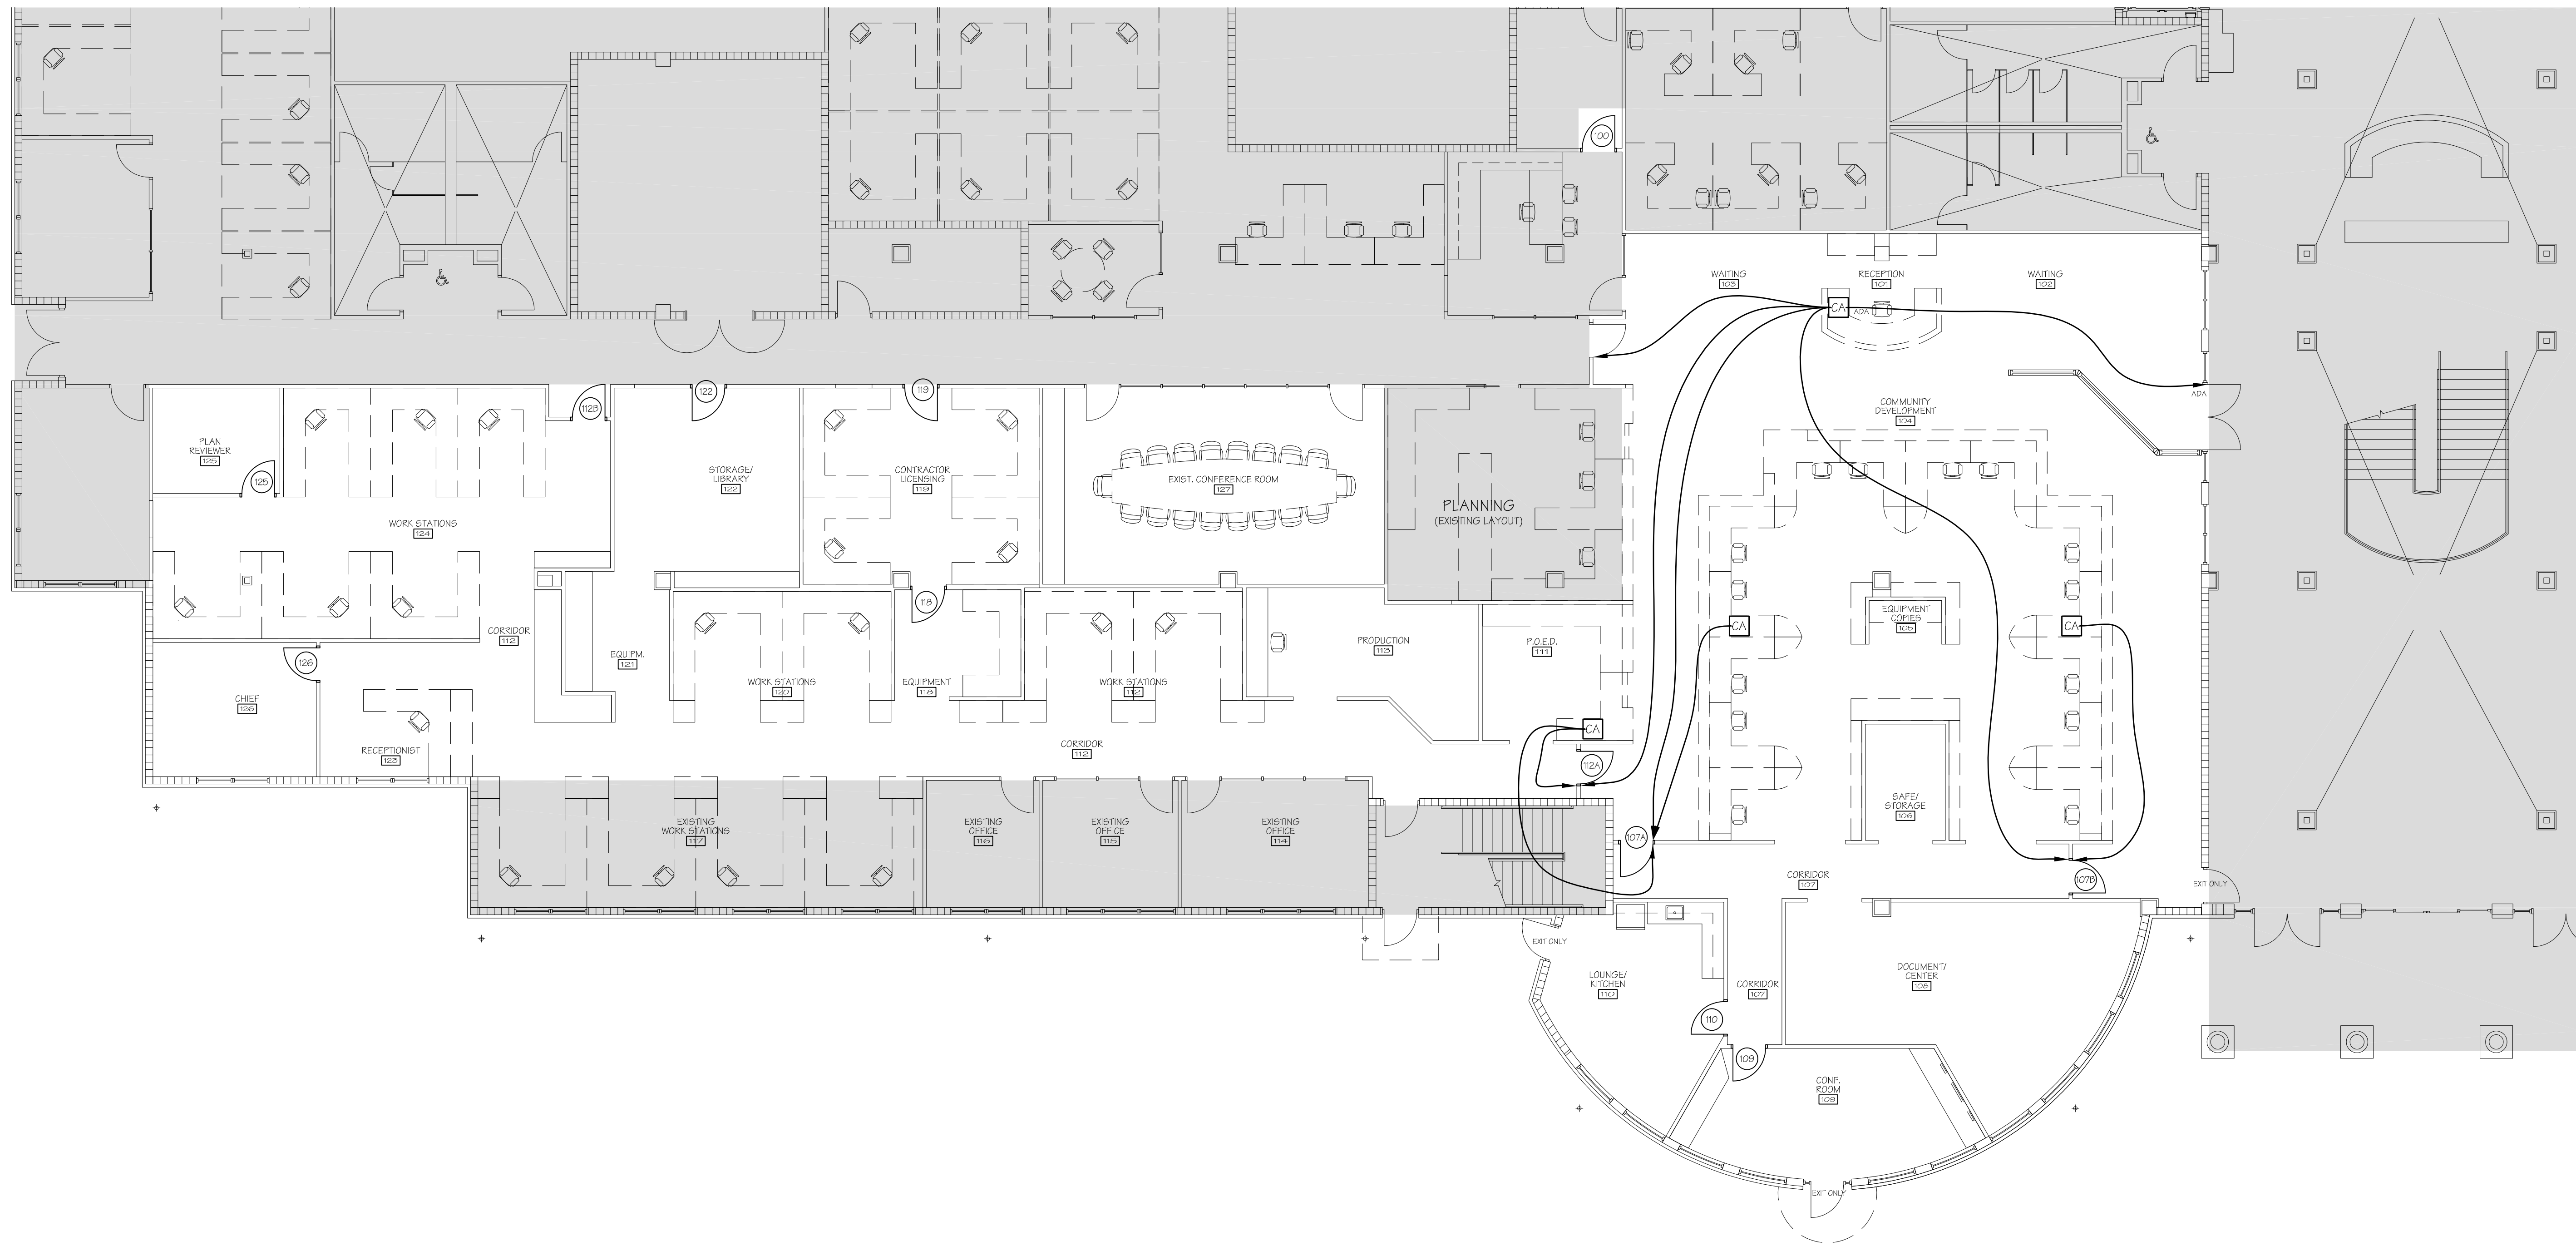 100
WAITING
103
RECEPTION
101
WAITING
102
CA
ADA
ADA
122
119
112B
COMMUNITY
DEVELOPMENT
104
PLAN
REVIEWER
125
125
STORAGE/
LIBRARY
122
CONTRACTOR
LICENSING
119
EXIST. CONFERENCE ROOM
127
PLANNING
(EXISTING LAYOUT)
WORK STATIONS
124
118
EQUIPMENT
COPIES
105
CA
CA
CORRIDOR
112
PRODUCTION
113
P.O.E.D.
111
126
EQUIPM.
121
WORK STATIONS
120
EQUIPMENT
118
WORK STATIONS
112
CHIEF
126
CA
RECEPTIONIST
123
CORRIDOR
112
112A
SAFE/
STORAGE
106
EXISTING
WORK STATIONS
117
EXISTING
OFFICE
116
EXISTING
OFFICE
115
EXISTING
OFFICE
114
107A
CORRIDOR
107
107B
EXIT ONLY
EXIT ONLY
LOUNGE/
KITCHEN
110
CORRIDOR
107
DOCUMENT/
CENTER
108
110
109
CONF.
ROOM
109
EXIT ONLY